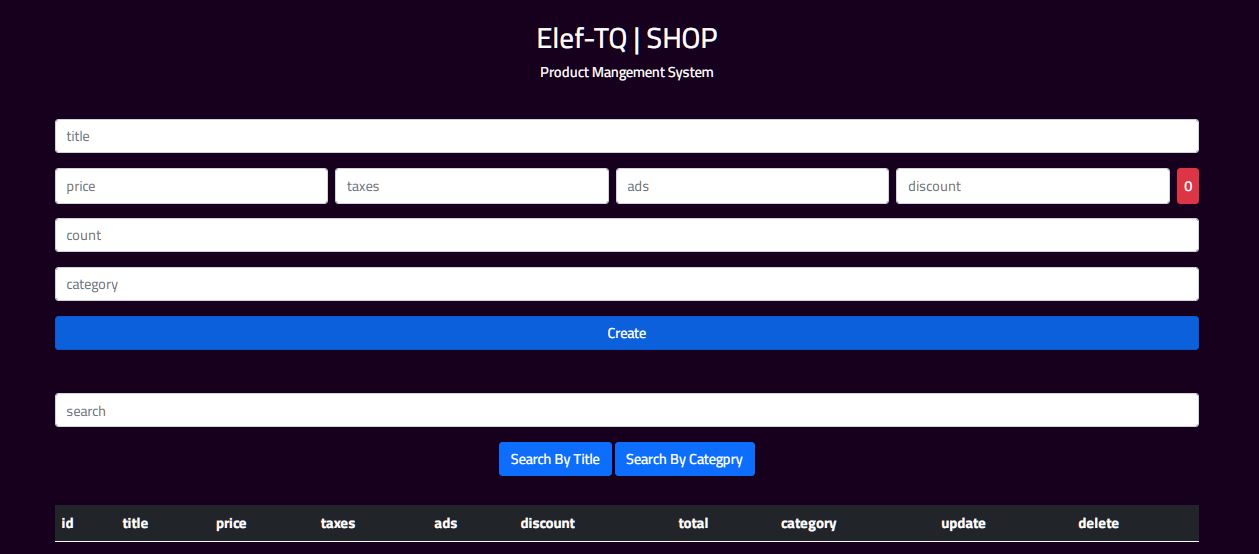 Elef-TQ | SHOP
Product Mangement System
title
price taxes ads discount 0
count
category
Create
search
Search By Title Search By Categpry
id title price taxes ads discount total category update delete